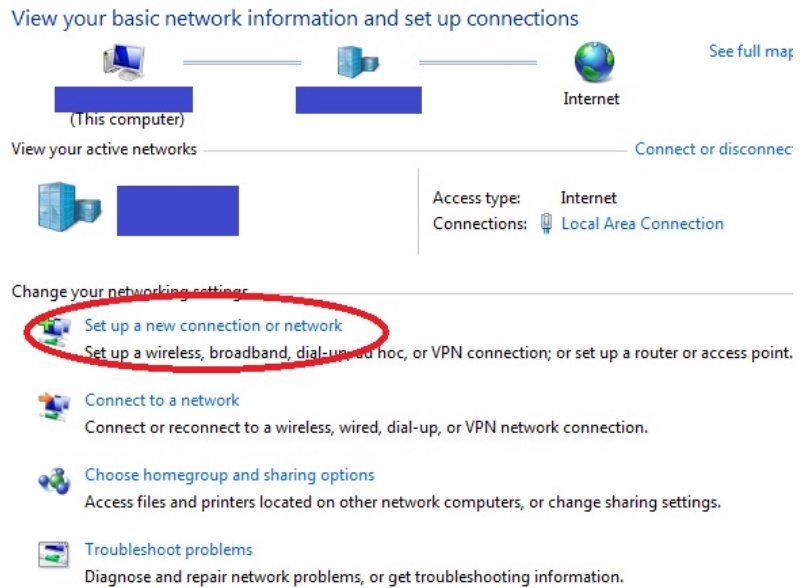 View your basic network information and set up connections
See full map
(This computer)
Internet
View your active networks
Connect or disconnect
Access type: Internet
Connections: Local Area Connection
Change your networking settings
Set up a new connection or network
Set up a wireless, broadband, dial-up, ad hoc, or VPN connection; or set up a router or access point.
Connect to a network
Connect or reconnect to a wireless, wired, dial-up, or VPN network connection.
Choose homegroup and sharing options
Access files and printers located on other network computers, or change sharing settings.
Troubleshoot problems
Diagnose and repair network problems, or get troubleshooting information.